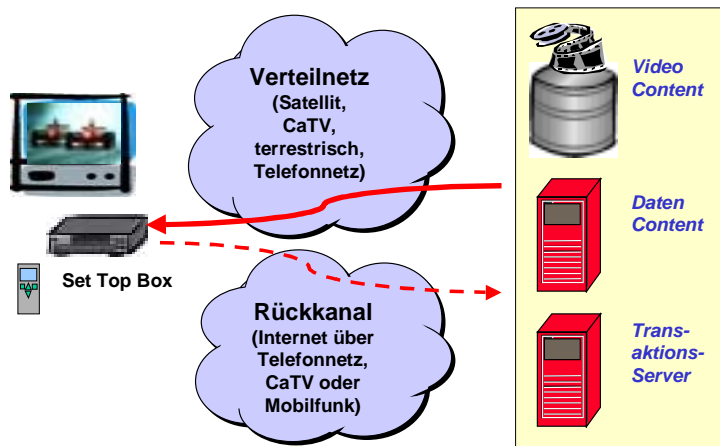 Verteilnetz
(Satellit,
CaTV,
terrestrisch,
Telefonnetz)
Set Top Box
Rückkanal
(Internet über
Telefonnetz,
CaTV oder
Mobilfunk)
Video
Content
Daten
Content
Trans-
aktions-
Server